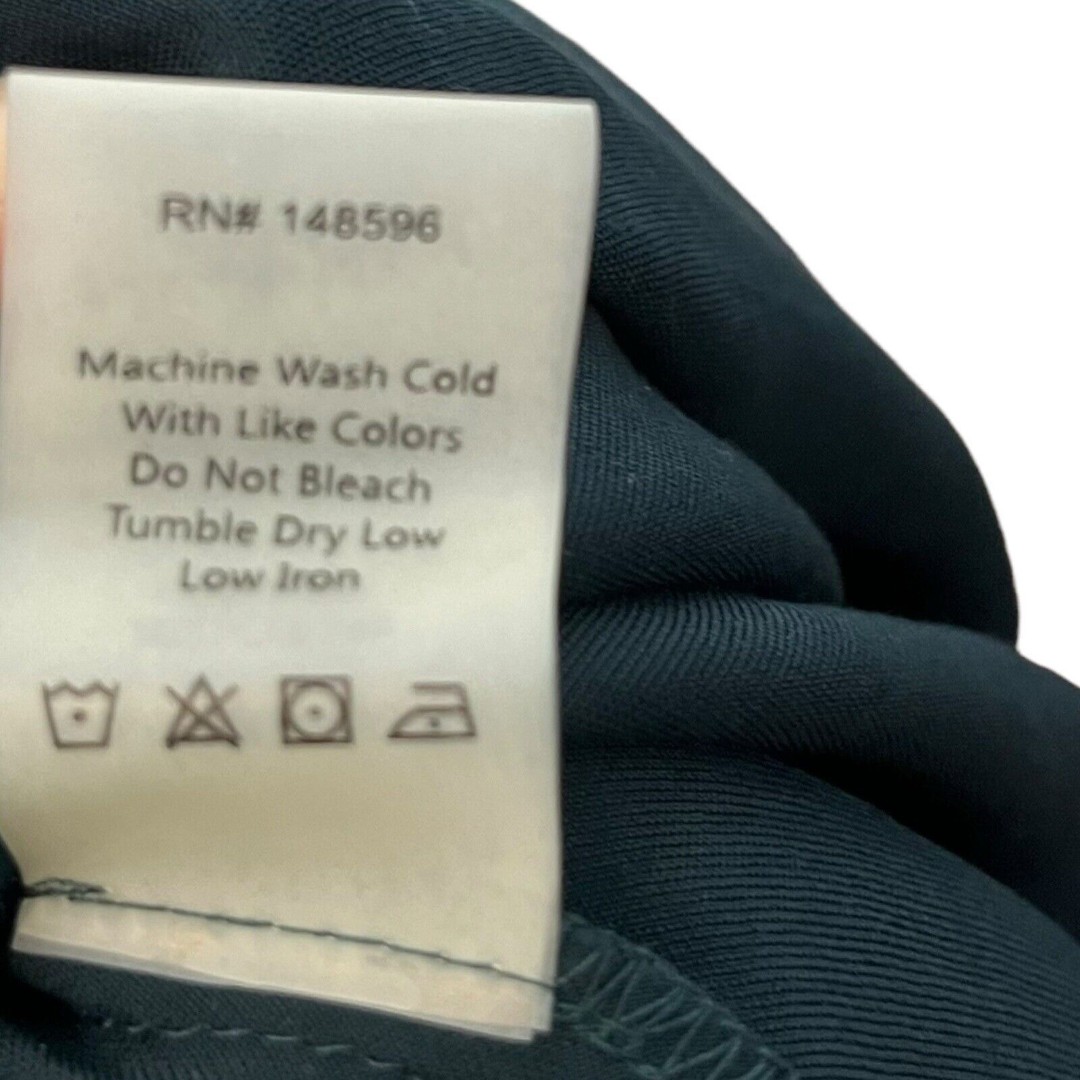 RN# 148596
Machine Wash Cold
With Like Colors
Do Not Bleach
Tumble Dry Low
Low Iron